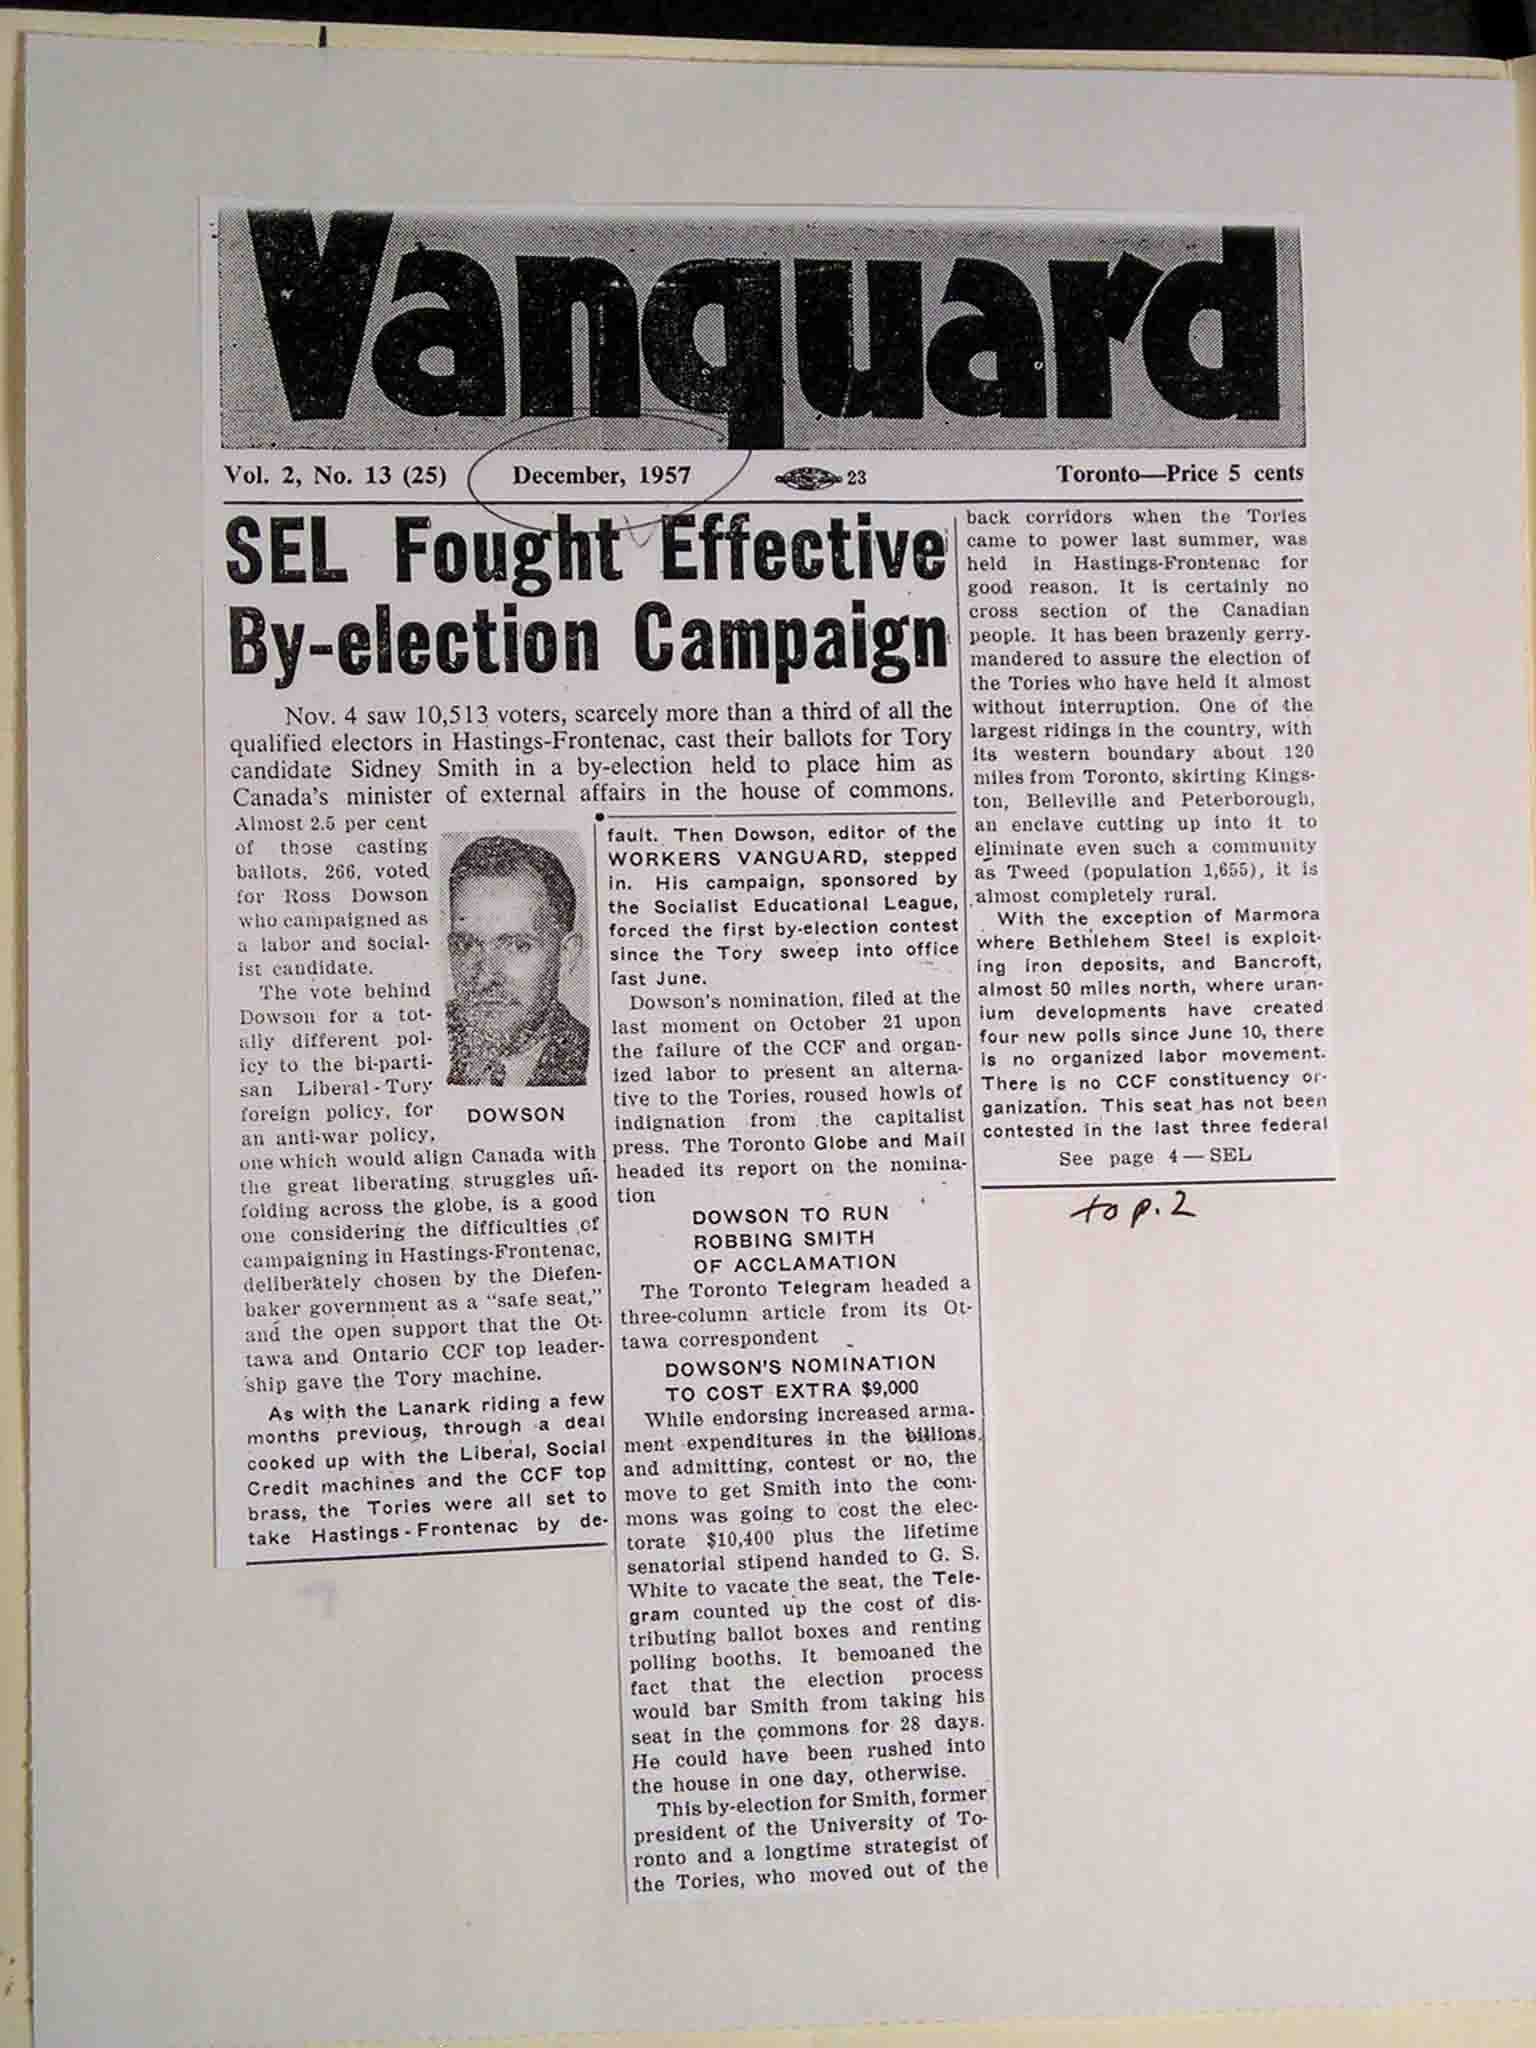 Vanguard
Vol. 2, No. 13 (25) December, 1957 23 Toronto—Price 5 cents
SEL Fought Effective
By-election Campaign
Nov. 4 saw 10,513 voters, scarcely more than a third of all the
qualified electors in Hastings-Frontenac, cast their ballots for Tory
candidate Sidney Smith in a by-election held to place him as
Canada's minister of external affairs in the house of commons.
Almost 2.5 per cent
of those casting
ballots, 266, voted
for Ross Dowson
who campaigned as
a labor and social-
ist candidate.
The vote behind
Dowson for a tot-
ally different pol-
icy to the bi-parti-
san Liberal-Tory
foreign policy, for
an anti-war policy,
DOWSON
one which would align Canada with
the great liberating struggles un-
folding across the globe, is a good
one considering the difficulties of
campaigning in Hastings-Frontenac,
deliberately chosen by the Diefen-
baker government as a "safe seat,"
and the open support that the Ot-
tawa and Ontario CCF top leader-
ship gave the Tory machine.
As with the Lanark riding a few
months previous, through a deal
cooked up with the Liberal, Social
Credit machines and the CCF top
brass, the Tories were all set to
take Hastings-Frontenac by de-
fault. Then Dowson, editor of the
WORKERS VANGUARD, stepped
in. His campaign, sponsored by
the Socialist Educational League,
forced the first by-election contest
since the Tory sweep into office
last June.
Dowson's nomination, filed at the
last moment on October 21 upon
the failure of the CCF and organ-
ized labor to present an alterna-
tive to the Tories, roused howls of
indignation from the capitalist
press. The Toronto Globe and Mail
headed its report on the nomina-
tion
DOWSON TO RUN
ROBBING SMITH
OF ACCLAMATION
The Toronto Telegram headed a
three-column article from its Ot-
tawa correspondent
DOWSON'S NOMINATION
TO COST EXTRA $9,000
While endorsing increased arma-
ment expenditures in the billions,
and admitting, contest or no, the
move to get Smith into the com-
mons was going to cost the elec-
torate $10,400 plus the lifetime
senatorial stipend handed to G. S.
White to vacate the seat, the Tele-
gram counted up the cost of dis-
tributing ballot boxes and renting
polling booths. It bemoaned the
fact that the election process
would bar Smith from taking his
seat in the commons for 28 days.
He could have been rushed into
the house in one day, otherwise.
This by-election for Smith, former
president of the University of To-
ronto and a longtime strategist of
the Tories, who moved out of the
back corridors when the Tories
came to power last summer, was
held in Hastings-Frontenac for
good reason. It is certainly no
cross section of the Canadian
people. It has been brazenly gerry-
mandered to assure the election of
the Tories who have held it almost
without interruption. One of the
largest ridings in the country, with
its western boundary about 120
miles from Toronto, skirting Kings-
ton, Belleville and Peterborough,
an enclave cutting up into it to
eliminate even such a community
as Tweed (population 1,655), it is
almost completely rural.
With the exception of Marmora
where Bethlehem Steel is exploit-
ing iron deposits, and Bancroft,
almost 50 miles north, where uran-
ium developments have created
four new polls since June 10, there
is no organized labor movement.
There is no CCF constituency or-
ganization. This seat has not been
contested in the last three federal
See page 4—SEL
to p. 2